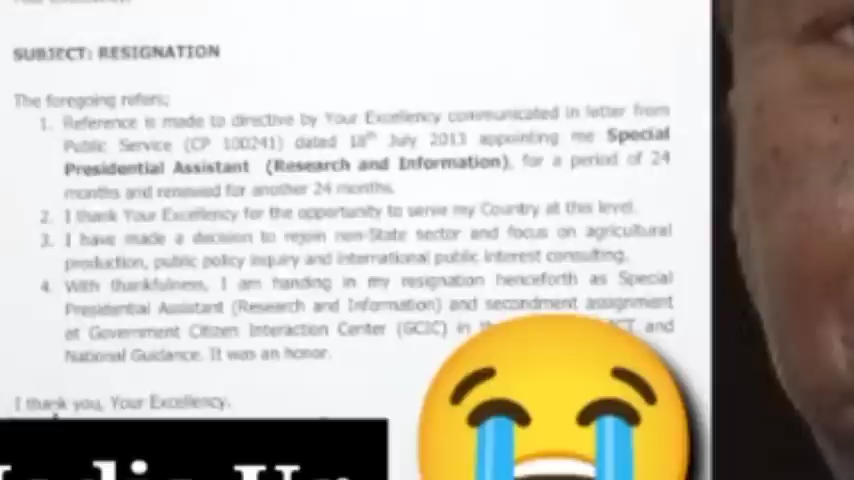 SUBJECT: RESIGNATION
The foregoing refers;
1. Reference is made to directive by Your Excellency communicated in letter from
Public Service (CP 100241) dated 18th July 2013 appointing me Special
Presidential Assistant (Research and Information), for a period of 24
months and renewed for another 24 months.
2. I thank Your Excellency for the opportunity to serve my Country at this level.
3. I have made a decision to rejoin non-State sector and focus on agricultural
production, public policy inquiry and international public interest consulting.
4. With thankfulness, I am handing in my resignation henceforth as Special
Presidential Assistant (Research and Information) and secondment assignment
at Government Citizen Interaction Center (GCIC) in and
National Guidance. It was an honor.
I thank you, Your Excellency.